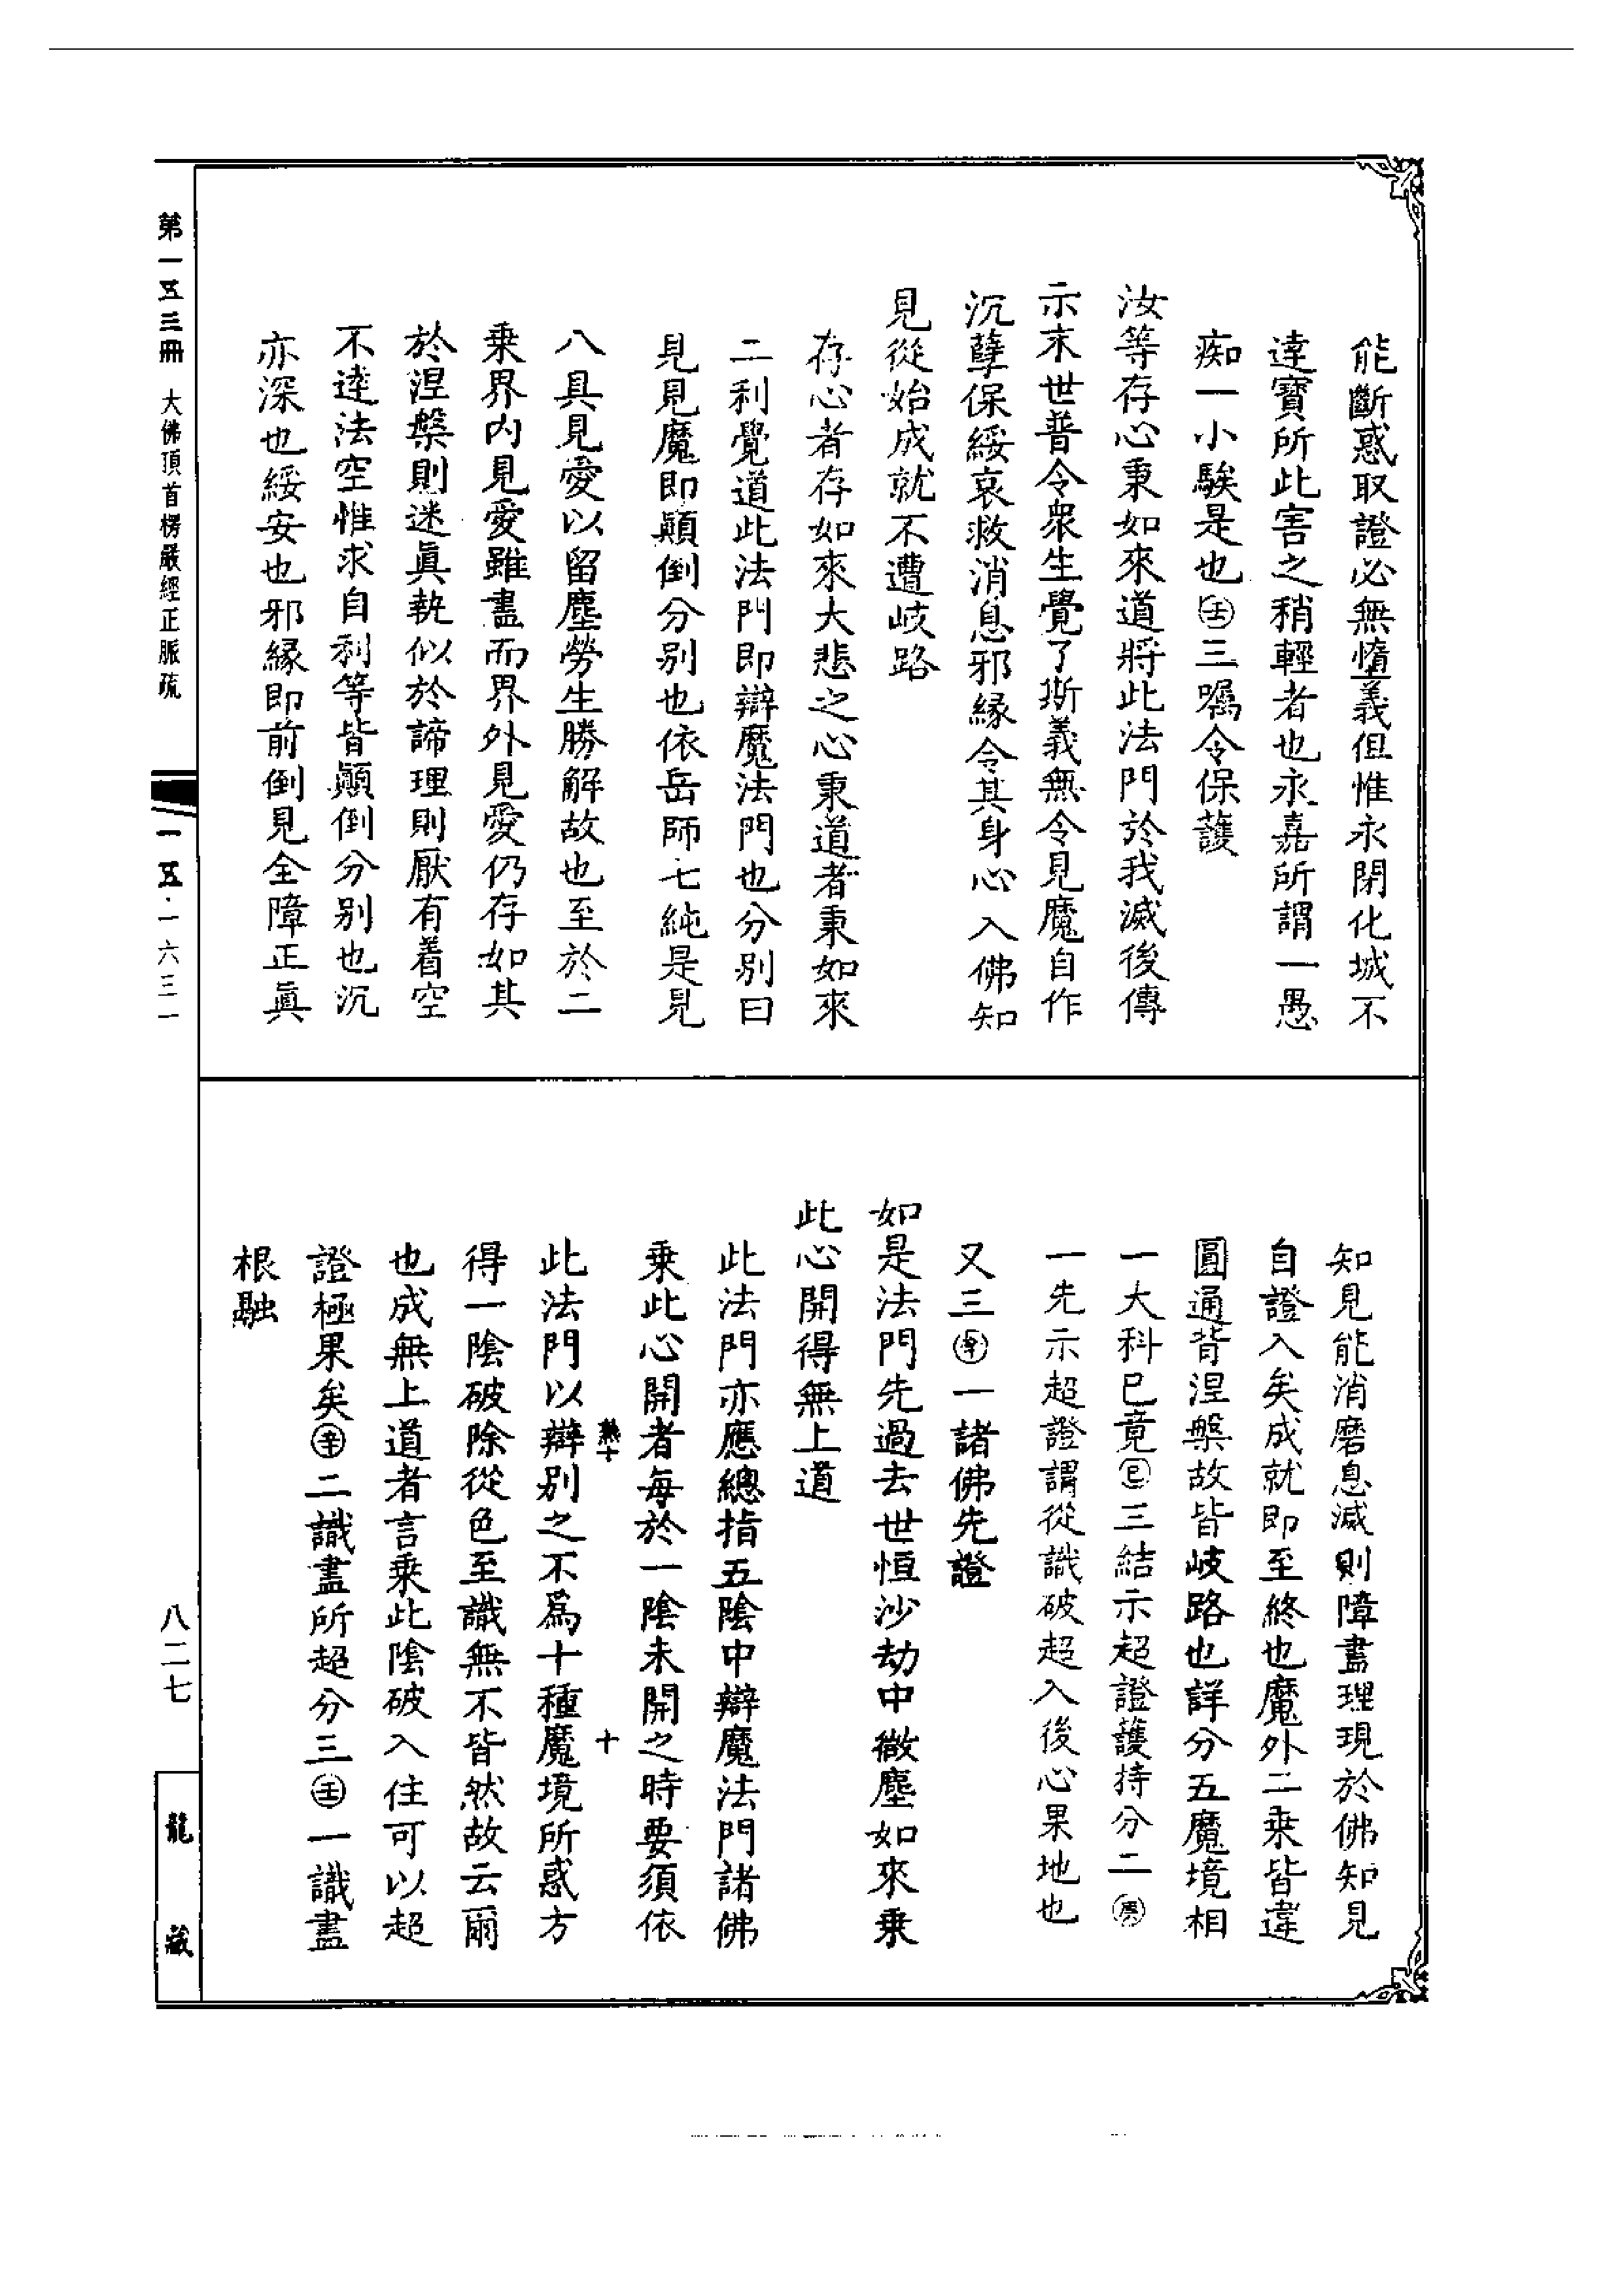 能斷惑取證必無墮義但惟永閉化城不
達寶所此害之稍輕者也永嘉所謂一愚
痴一小騃是也㊋三囑令保護
汝等存心秉如來道將此法門於我滅後傳
示末世普令衆生覺了斯義無令見魔自作
沉孽保綏哀救消息邪緣令其身心入佛知
見從始成就不遭岐路
存心者存如來大悲之心秉道者秉如來
二利覺道此法門即辯魔法門也分別曰
見見魔即顛倒分別也依岳師七純是見
八具見愛以留塵勞生勝解故也至於二
乗界內見愛雖盡而界外見愛仍存如其
於涅槃則迷眞執似於諦理則厭有着空
不達法空惟求自利等皆顛倒分別也沉
亦深也綏安也邪緣即前倒見全障正眞
知見能消磨息滅則障盡理現於佛知見
自證入矣成就即至終也魔外二乗皆違
圓通背涅槃故皆岐路也詳分五魔境相
一大科已竟㊁三結示超證護持分二庚
一先示超證謂從識破超入後心果地也
又三辛一諸佛先證
如是法門先過去世恒沙劫中微塵如來乗
此心開得無上道
此法門亦應總指五陰中辯魔法門諸佛
乗此心開者每於一陰未開之時要須依
此法門以辯別之不爲十種魔境所惑方
得一陰破除從色至識無不皆然故云爾
也成無上道者言乗此陰破入住可以超
證極果矣辛二識盡所超分三壬一識盡
根融
熟十
十
第一五三冊 大佛頂首楞嚴經正脈疏
一五·一六三一
八二七
龍藏